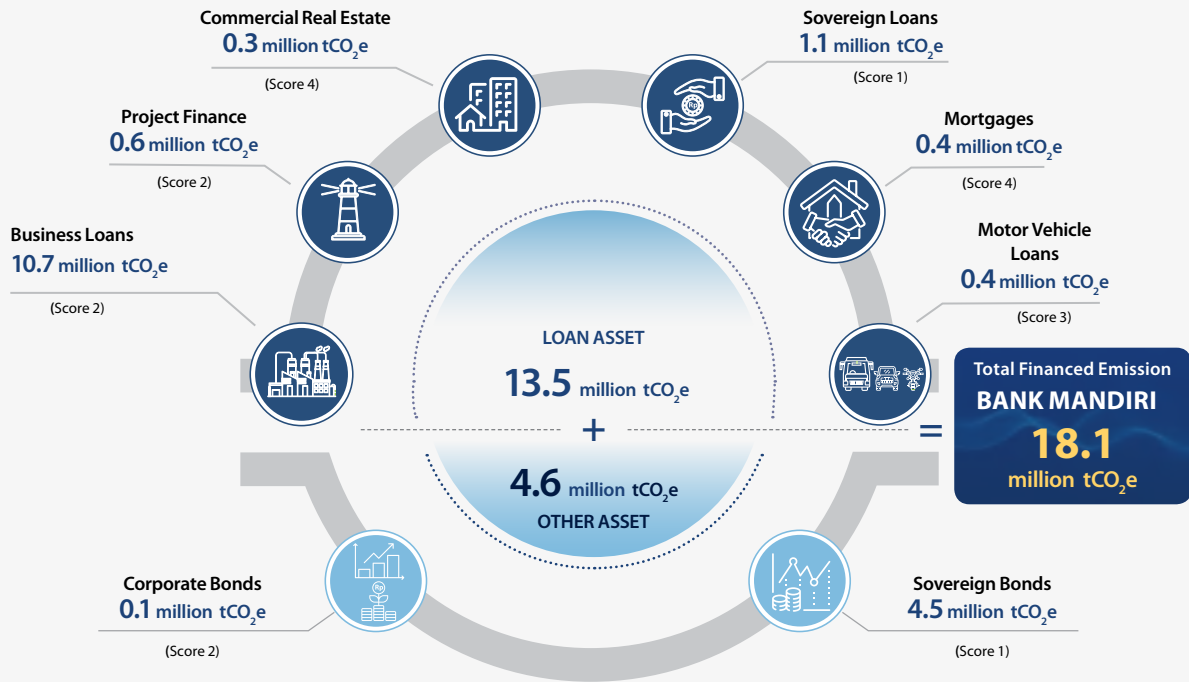 Commercial Real Estate
0.3 million tCO₂e
(Score 4)
Sovereign Loans
1.1 million tCO₂e
(Score 1)
Project Finance
0.6 million tCO₂e
(Score 2)
Mortgages
0.4 million tCO₂e
(Score 4)
Business Loans
10.7 million tCO₂e
(Score 2)
Motor Vehicle
Loans
0.4 million tCO₂e
(Score 3)
Rp
LOAN ASSET
13.5 million tCO₂e
+
4.6 million tCO₂e
OTHER ASSET
=
Total Financed Emission
BANK MANDIRI
18.1
million tCO₂e
Corporate Bonds
0.1 million tCO₂e
(Score 2)
Rp
Sovereign Bonds
4.5 million tCO₂e
(Score 1)